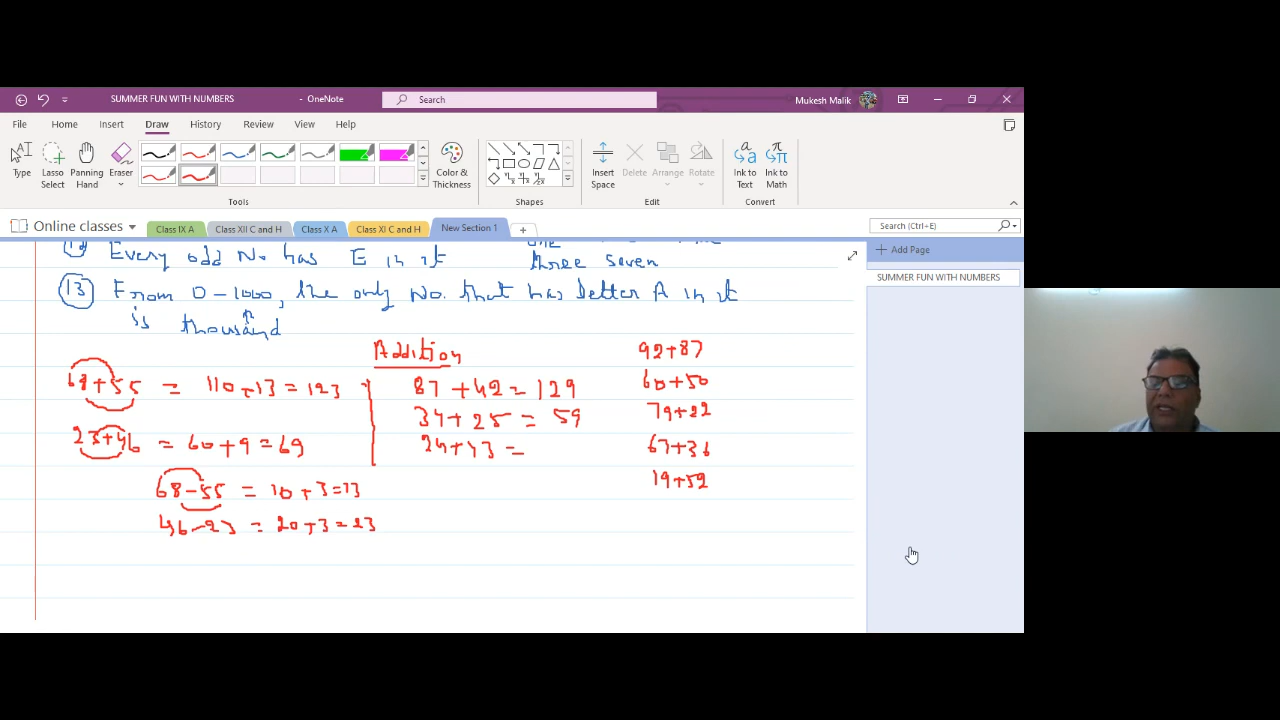 SUMMER FUN WITH NUMBERS - OneNote
Search
Mukesh Malik
File Home Insert Draw History Review View Help
Type
Lasso Select
Panning Hand
Eraser
Color & Thickness
Insert Space
Delete
Arrange
Rotate
Ink to Text
Ink to Math
Tools
Shapes
Edit
Convert
Online classes
Class IX A
Class XII C and H
Class X A
Class XI C and H
New Section 1
Search (Ctrl+E)
Add Page
SUMMER FUN WITH NUMBERS
Every odd No has E in it
one
three seven
(13) From 0-1000, the only No. that has letter A in it
is thousand
Addition
68+55 = 110+13 = 123
23+46 = 60+9 = 69
68-55 = 10+3=13
46-23 = 20+3=23
87+42=129
34+25=59
24+43=
92+87
60+50
79+22
67+36
19+52